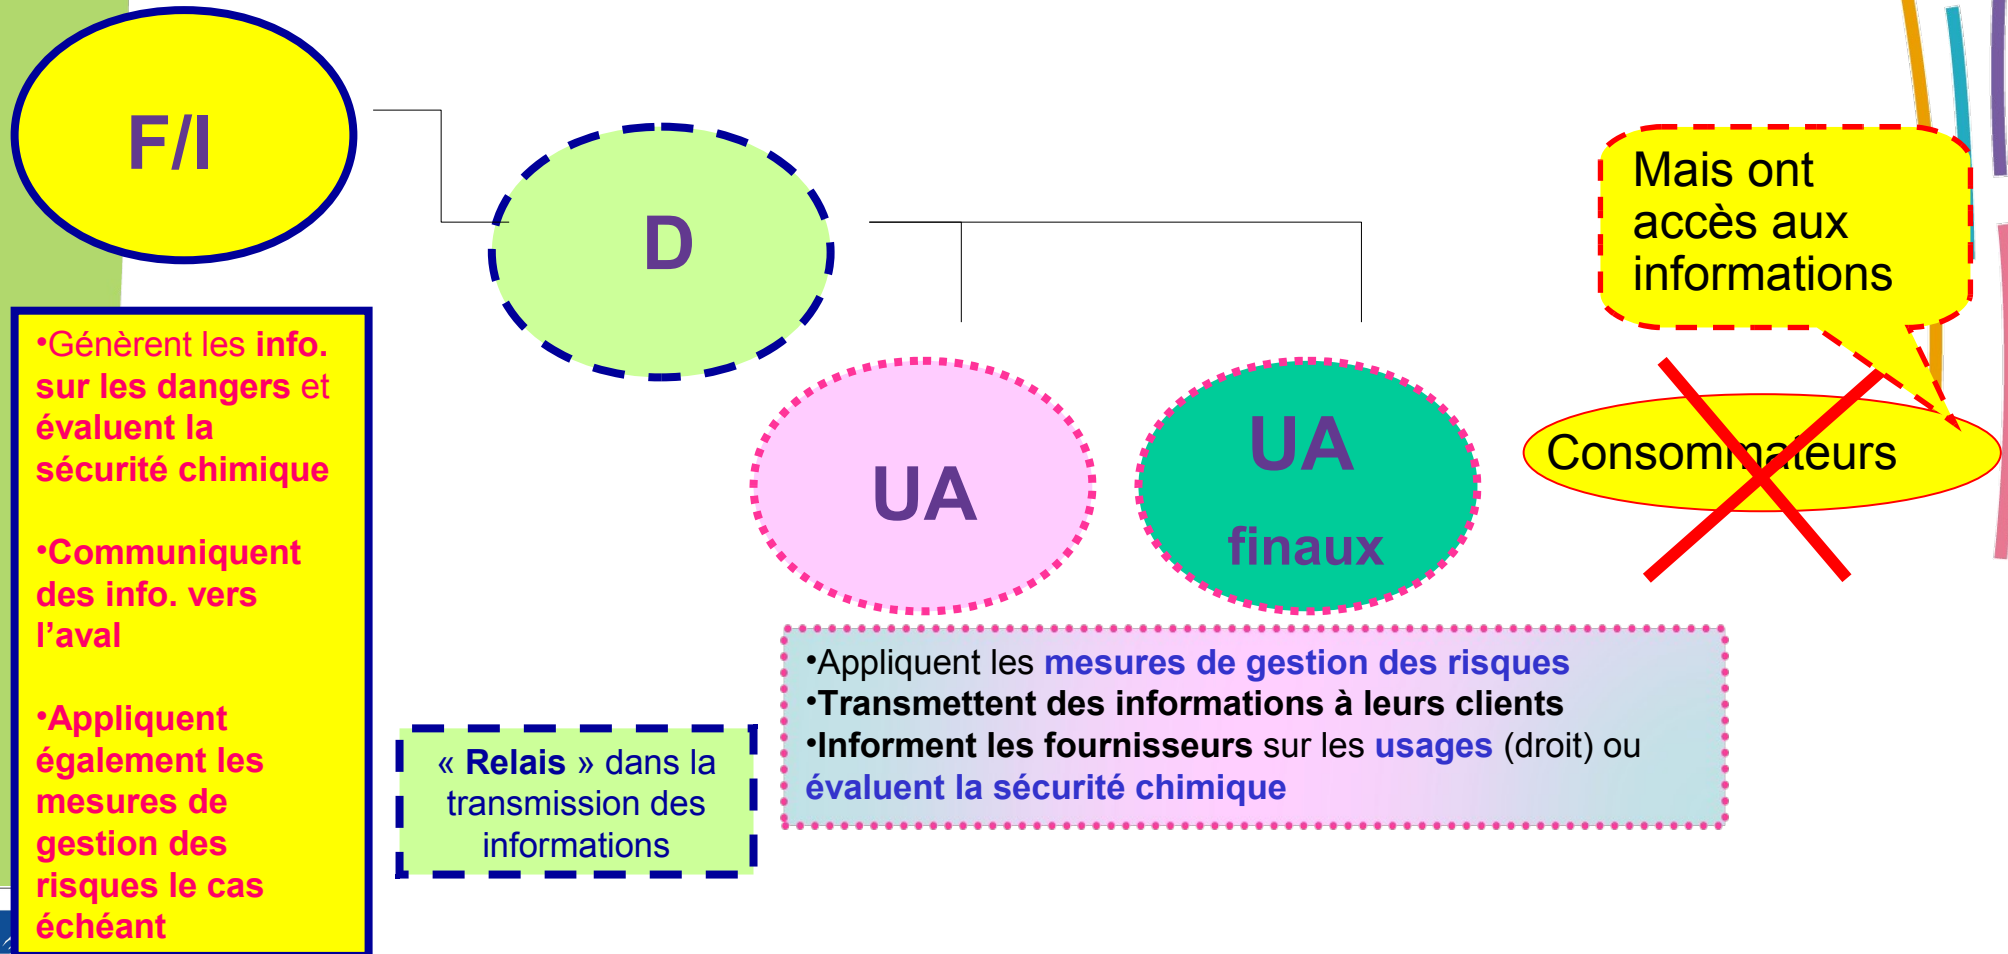 F/I
D
UA
UA
finaux
Mais ont
accès aux
informations
Consommateurs
•Génèrent les info.
sur les dangers et
évaluent la
sécurité chimique
•Communiquent
des info. vers
l’aval
•Appliquent
également les
mesures de
gestion des
risques le cas
échéant
« Relais » dans la
transmission des
informations
•Appliquent les mesures de gestion des risques
•Transmettent des informations à leurs clients
•Informent les fournisseurs sur les usages (droit) ou
évaluent la sécurité chimique